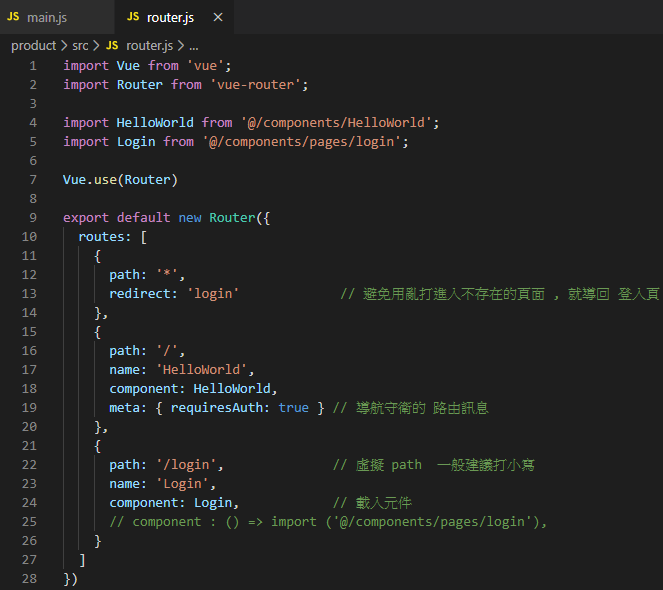 JS main.js JS router.js ×
product > src > JS router.js > ...
1 import Vue from 'vue';
2 import Router from 'vue-router';
3
4 import HelloWorld from '@/components/HelloWorld';
5 import Login from '@/components/pages/login';
6
7 Vue.use(Router)
8
9 export default new Router({
10 routes: [
11 {
12 path: '*',
13 redirect: 'login' // 避免用亂打進入不存在的頁面 , 就導回 登入頁
14 },
15 {
16 path: '/',
17 name: 'HelloWorld',
18 component: HelloWorld,
19 meta: { requiresAuth: true } // 導航守衛的 路由訊息
20 },
21 {
22 path: '/login', // 虛擬 path 一般建議打小寫
23 name: 'Login',
24 component: Login, // 載入元件
25 // component : () => import ('@/components/pages/login'),
26 }
27 ]
28 })